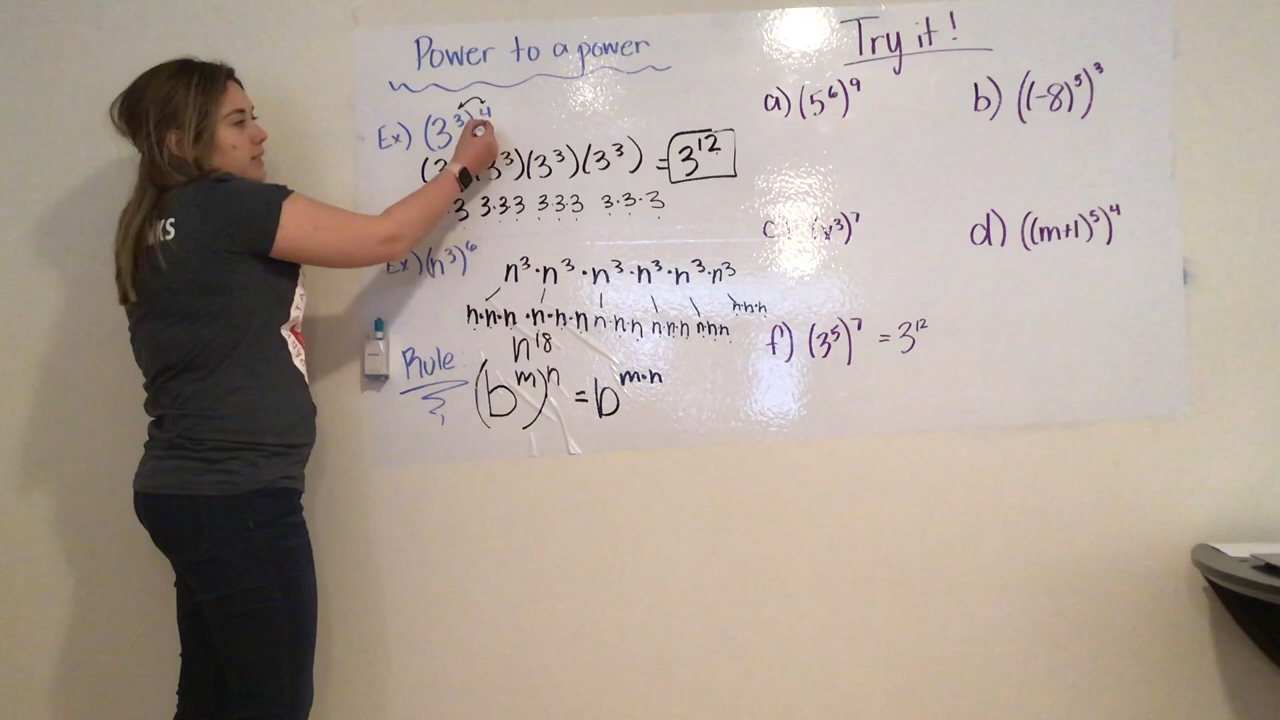 Power to a power
Ex) (3³)⁴
(3³)(3³)(3³) = 3¹²
·3 3·3·3 3·3·3 3·3·3
Ex) (n³)⁶
n³·n³·n³·n³·n³·n³
n·n·n·n·n·n n·n·n n·n·n n·n·n n·n·n
n¹⁸
Rule
(b^m)^n = b^m·n
Try it!
a) (5⁶)⁹
b) ((-8)⁵)³
c) (y³)⁷
d) ((m+1)⁵)⁴
f) (3⁵)⁷ = 3¹²